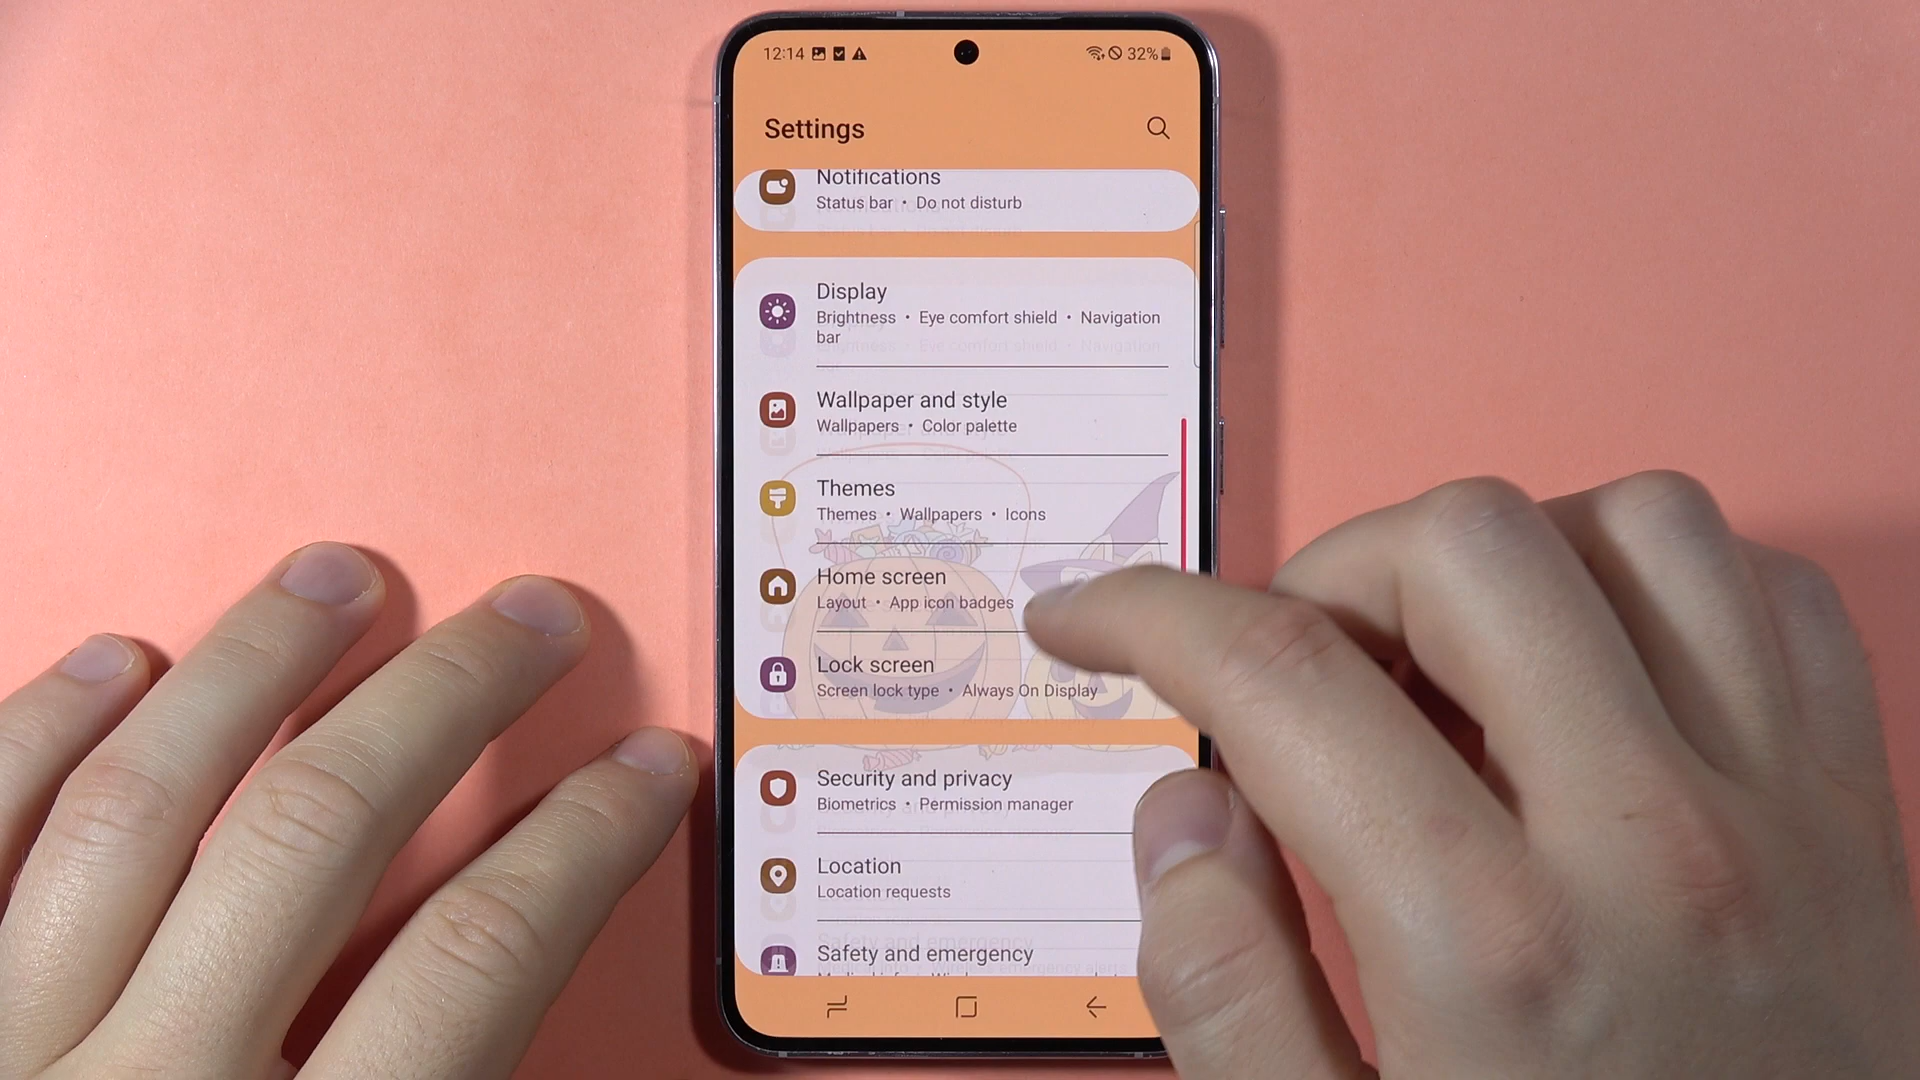 12:14
32%
Settings
Notifications
Status bar • Do not disturb
Display
Brightness • Eye comfort shield • Navigation
bar
Wallpaper and style
Wallpapers • Color palette
Themes
Themes • Wallpapers • Icons
Home screen
Layout • App icon badges
Lock screen
Screen lock type • Always On Display
Security and privacy
Biometrics • Permission manager
Location
Location requests
Safety and emergency